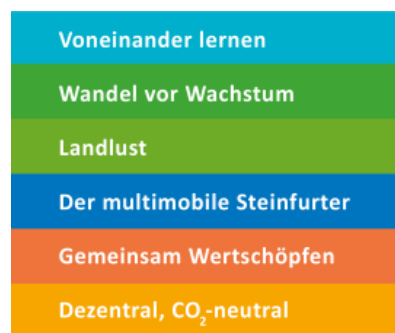 Voneinander lernen
Wandel vor Wachstum
Landlust
Der multimobile Steinfurter
Gemeinsam Wertschöpfen
Dezentral, CO₂-neutral